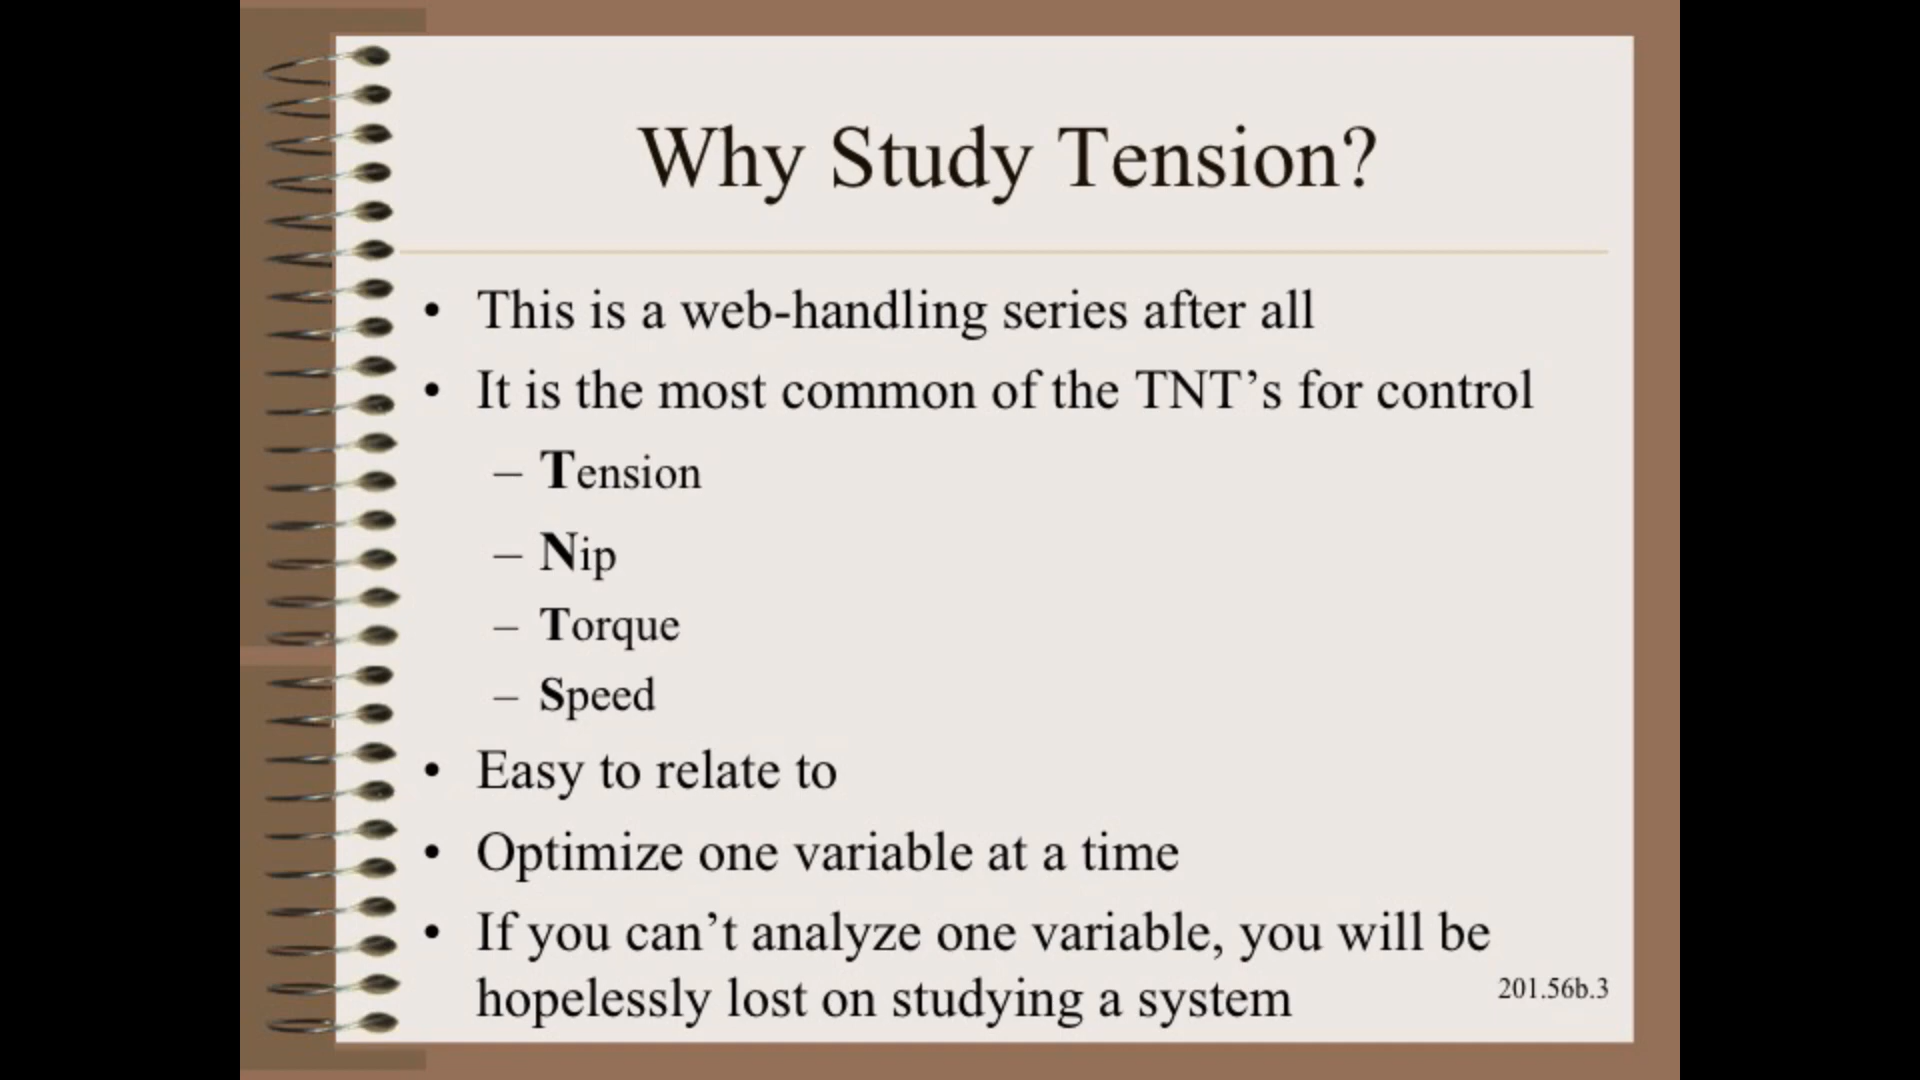 Why Study Tension?
• This is a web-handling series after all
• It is the most common of the TNT’s for control
– Tension
– Nip
– Torque
– Speed
• Easy to relate to
• Optimize one variable at a time
• If you can’t analyze one variable, you will be
hopelessly lost on studying a system
201.56b.3